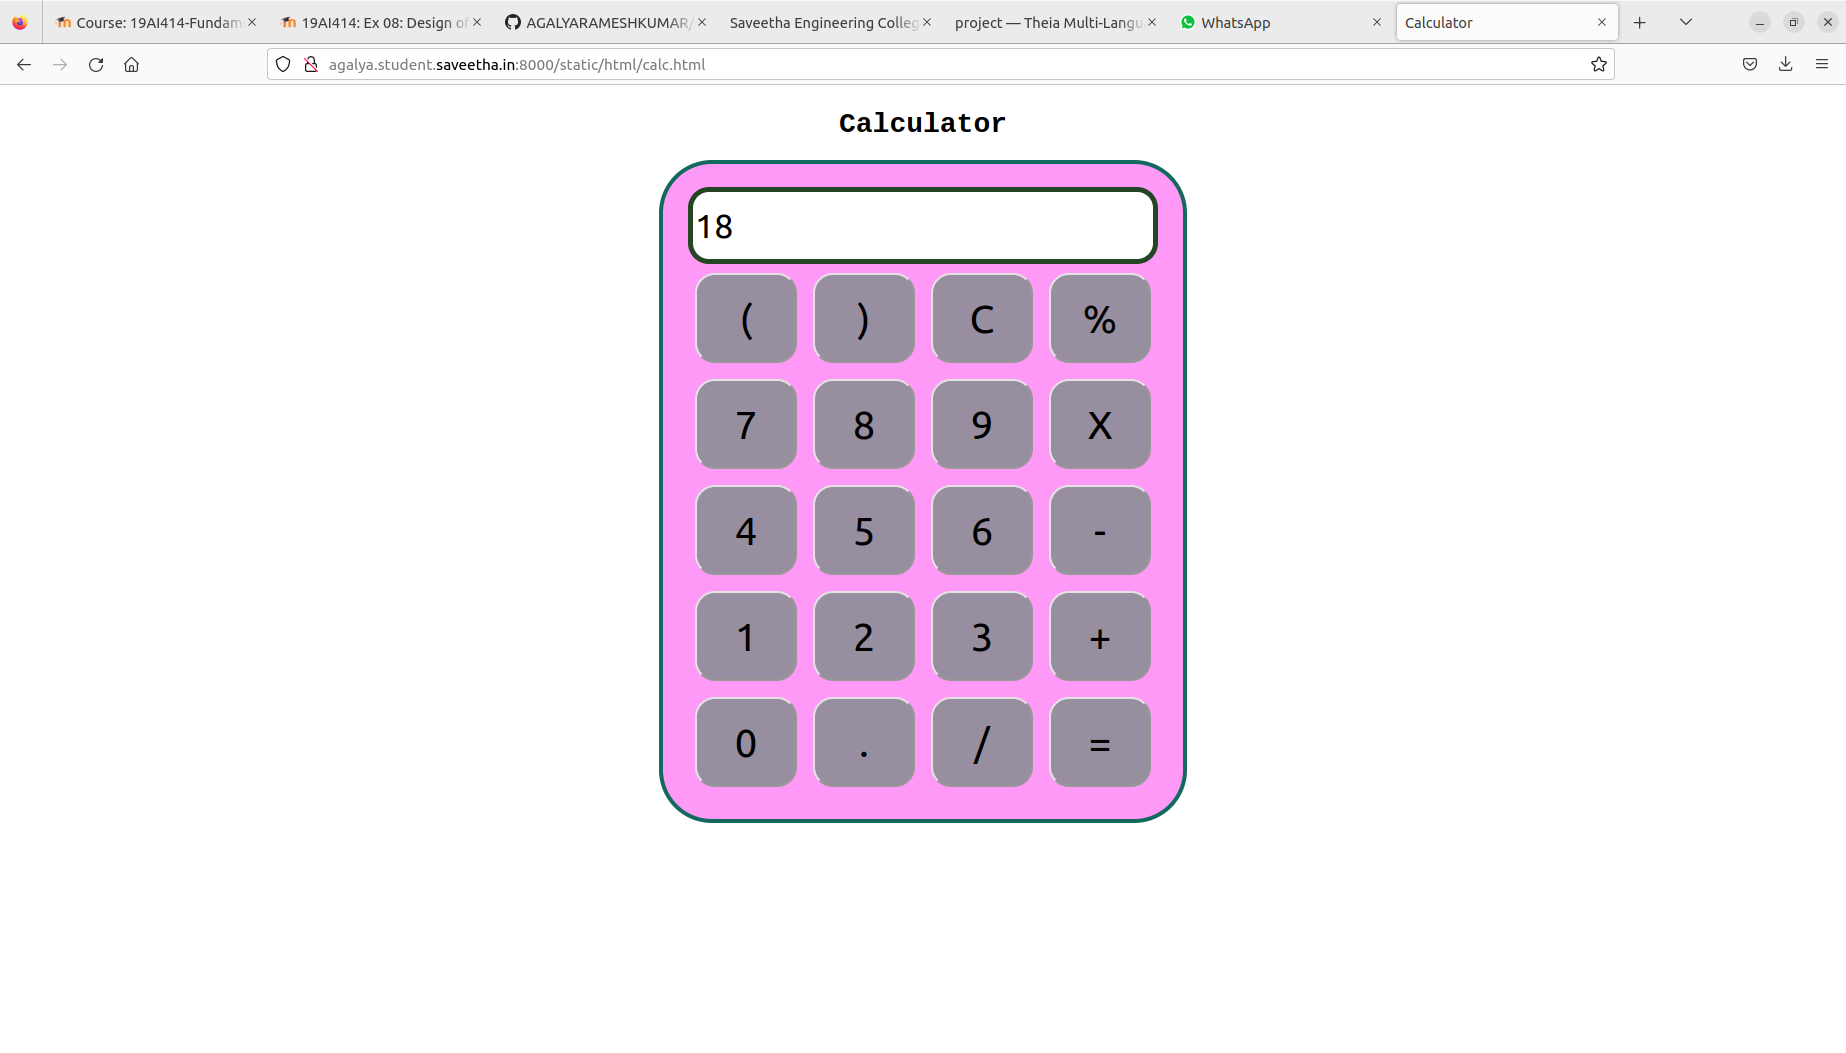 Course: 19AI414-Fundam
19AI414: Ex 08: Design of
AGALYARAMESHKUMAR/
Saveetha Engineering Colleg
project — Theia Multi-Langu
WhatsApp
Calculator
agalya.student.saveetha.in:8000/static/html/calc.html
Calculator
18
( ) C %
7 8 9 X
4 5 6 -
1 2 3 +
0 . / =